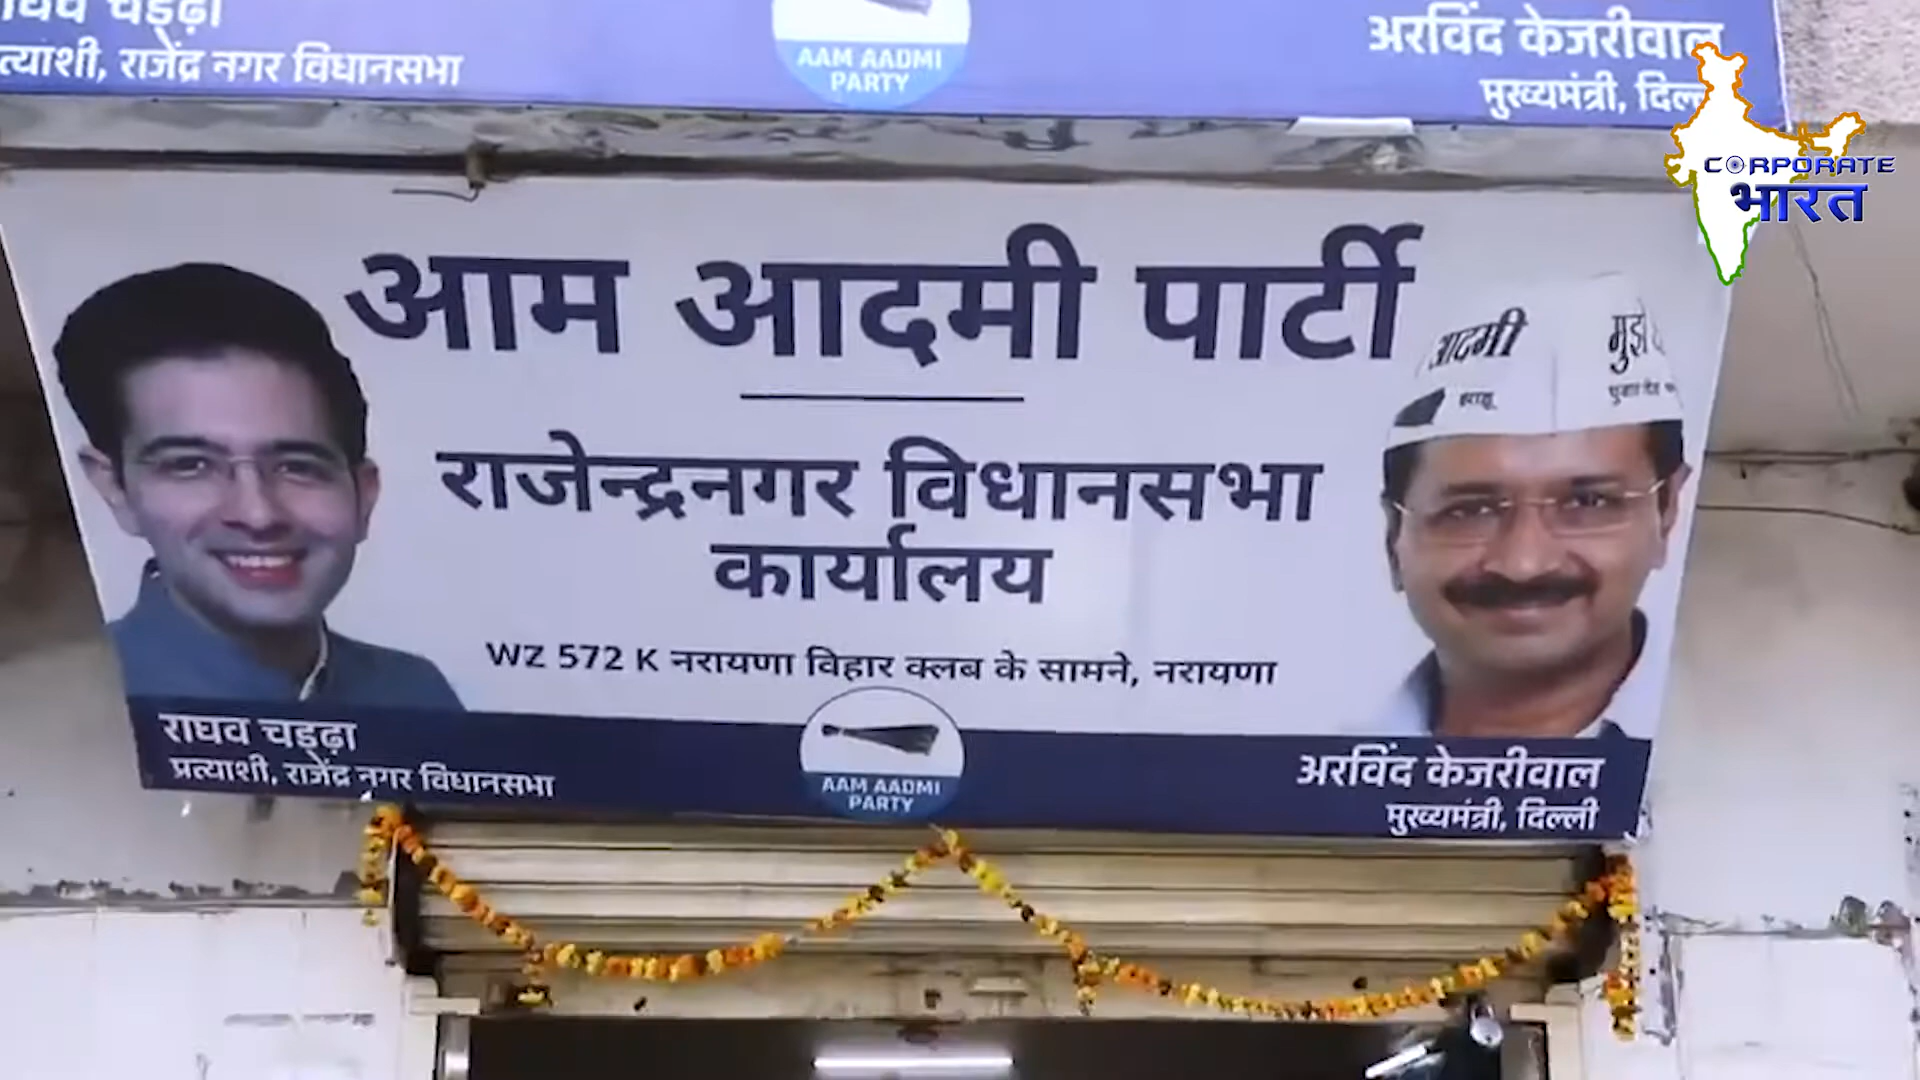 चड्ढ़ा
राजेंद्र नगर विधानसभा
AAM AADMI
PARTY
अरविंद केजरीवाल
मुख्यमंत्री,
CORPORATE
भारत
आम आदमी पार्टी
आदमी
राजेन्द्रनगर विधानसभा
कार्यालय
WZ 572 K नरायणा विहार क्लब के सामने, नरायणा
राघव चड्ढ़ा
प्रत्याशी, राजेंद्र नगर विधानसभा
AAM AADMI
PARTY
अरविंद केजरीवाल
मुख्यमंत्री, दिल्ली